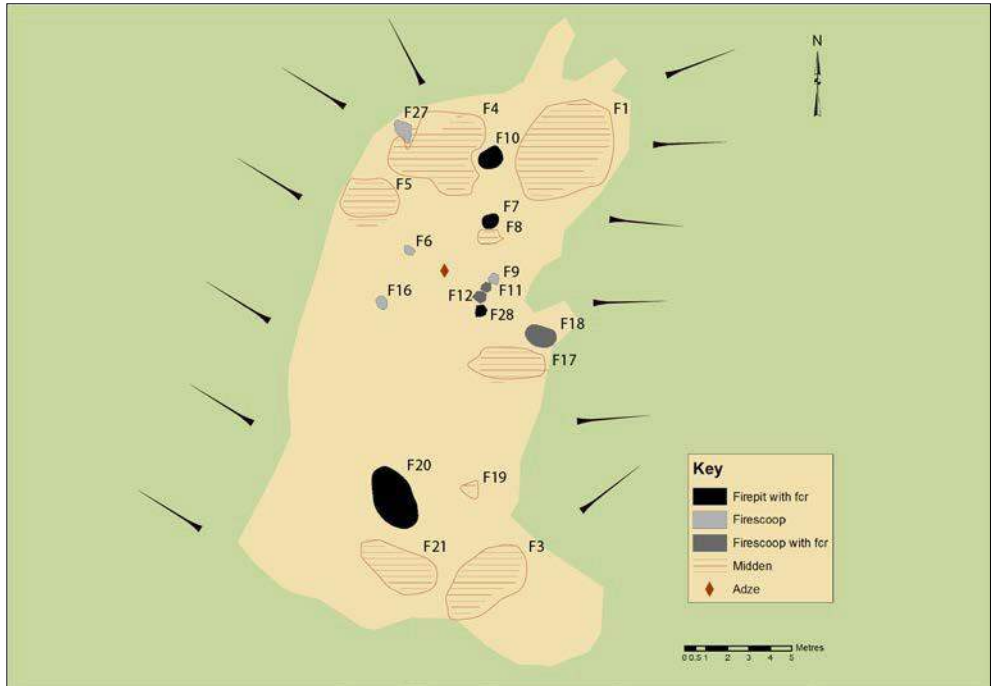 N
F27
F4
F1
F10
F5
F7
F8
F6
F9
F16
F12
F11
F28
F18
F17
F20
F19
F21
F3
Key
Firepit with fcr
Firescoop
Firescoop with fcr
Midden
Adze
Metres
0 0.5 1 2 3 4 5